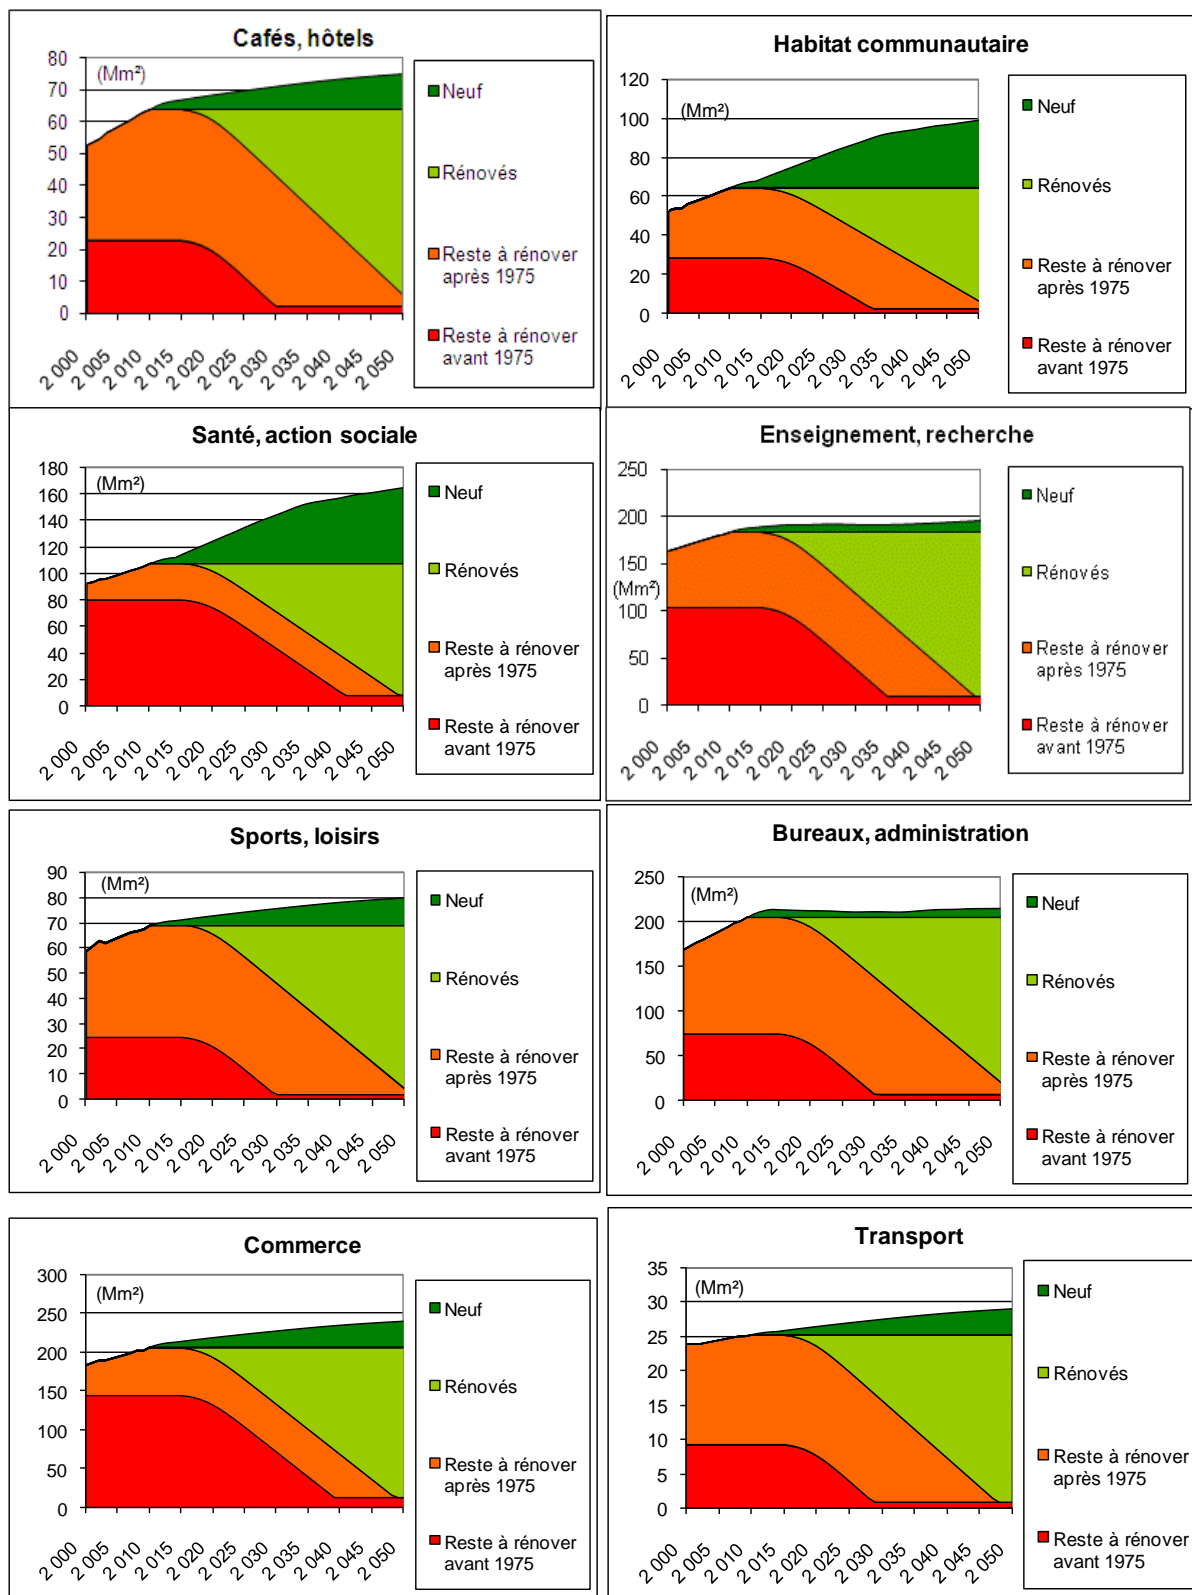 Cafés, hôtels
(Mm²)
80
70
60
50
40
30
20
10
0
2 000
2 005
2 010
2 015
2 020
2 025
2 030
2 035
2 040
2 045
2 050
Neuf
Rénovés
Reste à rénover
après 1975
Reste à rénover
avant 1975
Habitat communautaire
(Mm²)
120
100
80
60
40
20
0
2 000
2 005
2 010
2 015
2 020
2 025
2 030
2 035
2 040
2 045
2 050
Neuf
Rénovés
Reste à rénover
après 1975
Reste à rénover
avant 1975
Santé, action sociale
(Mm²)
180
160
140
120
100
80
60
40
20
0
2 000
2 005
2 010
2 015
2 020
2 025
2 030
2 035
2 040
2 045
2 050
Neuf
Rénovés
Reste à rénover
après 1975
Reste à rénover
avant 1975
Enseignement, recherche
250
200
150
(Mm²)
100
50
0
2 000
2 005
2 010
2 015
2 020
2 025
2 030
2 035
2 040
2 045
2 050
Neuf
Rénovés
Reste à rénover
après 1975
Reste à rénover
avant 1975
Sports, loisirs
(Mm²)
90
80
70
60
50
40
30
20
10
0
2 000
2 005
2 010
2 015
2 020
2 025
2 030
2 035
2 040
2 045
2 050
Neuf
Rénovés
Reste à rénover
après 1975
Reste à rénover
avant 1975
Bureaux, administration
(Mm²)
250
200
150
100
50
0
2 000
2 005
2 010
2 015
2 020
2 025
2 030
2 035
2 040
2 045
2 050
Neuf
Rénovés
Reste à rénover
après 1975
Reste à rénover
avant 1975
Commerce
(Mm²)
300
250
200
150
100
50
0
2 000
2 005
2 010
2 015
2 020
2 025
2 030
2 035
2 040
2 045
2 050
Neuf
Rénovés
Reste à rénover
après 1975
Reste à rénover
avant 1975
Transport
(Mm²)
35
30
25
20
15
10
5
0
2 000
2 005
2 010
2 015
2 020
2 025
2 030
2 035
2 040
2 045
2 050
Neuf
Rénovés
Reste à rénover
après 1975
Reste à rénover
avant 1975